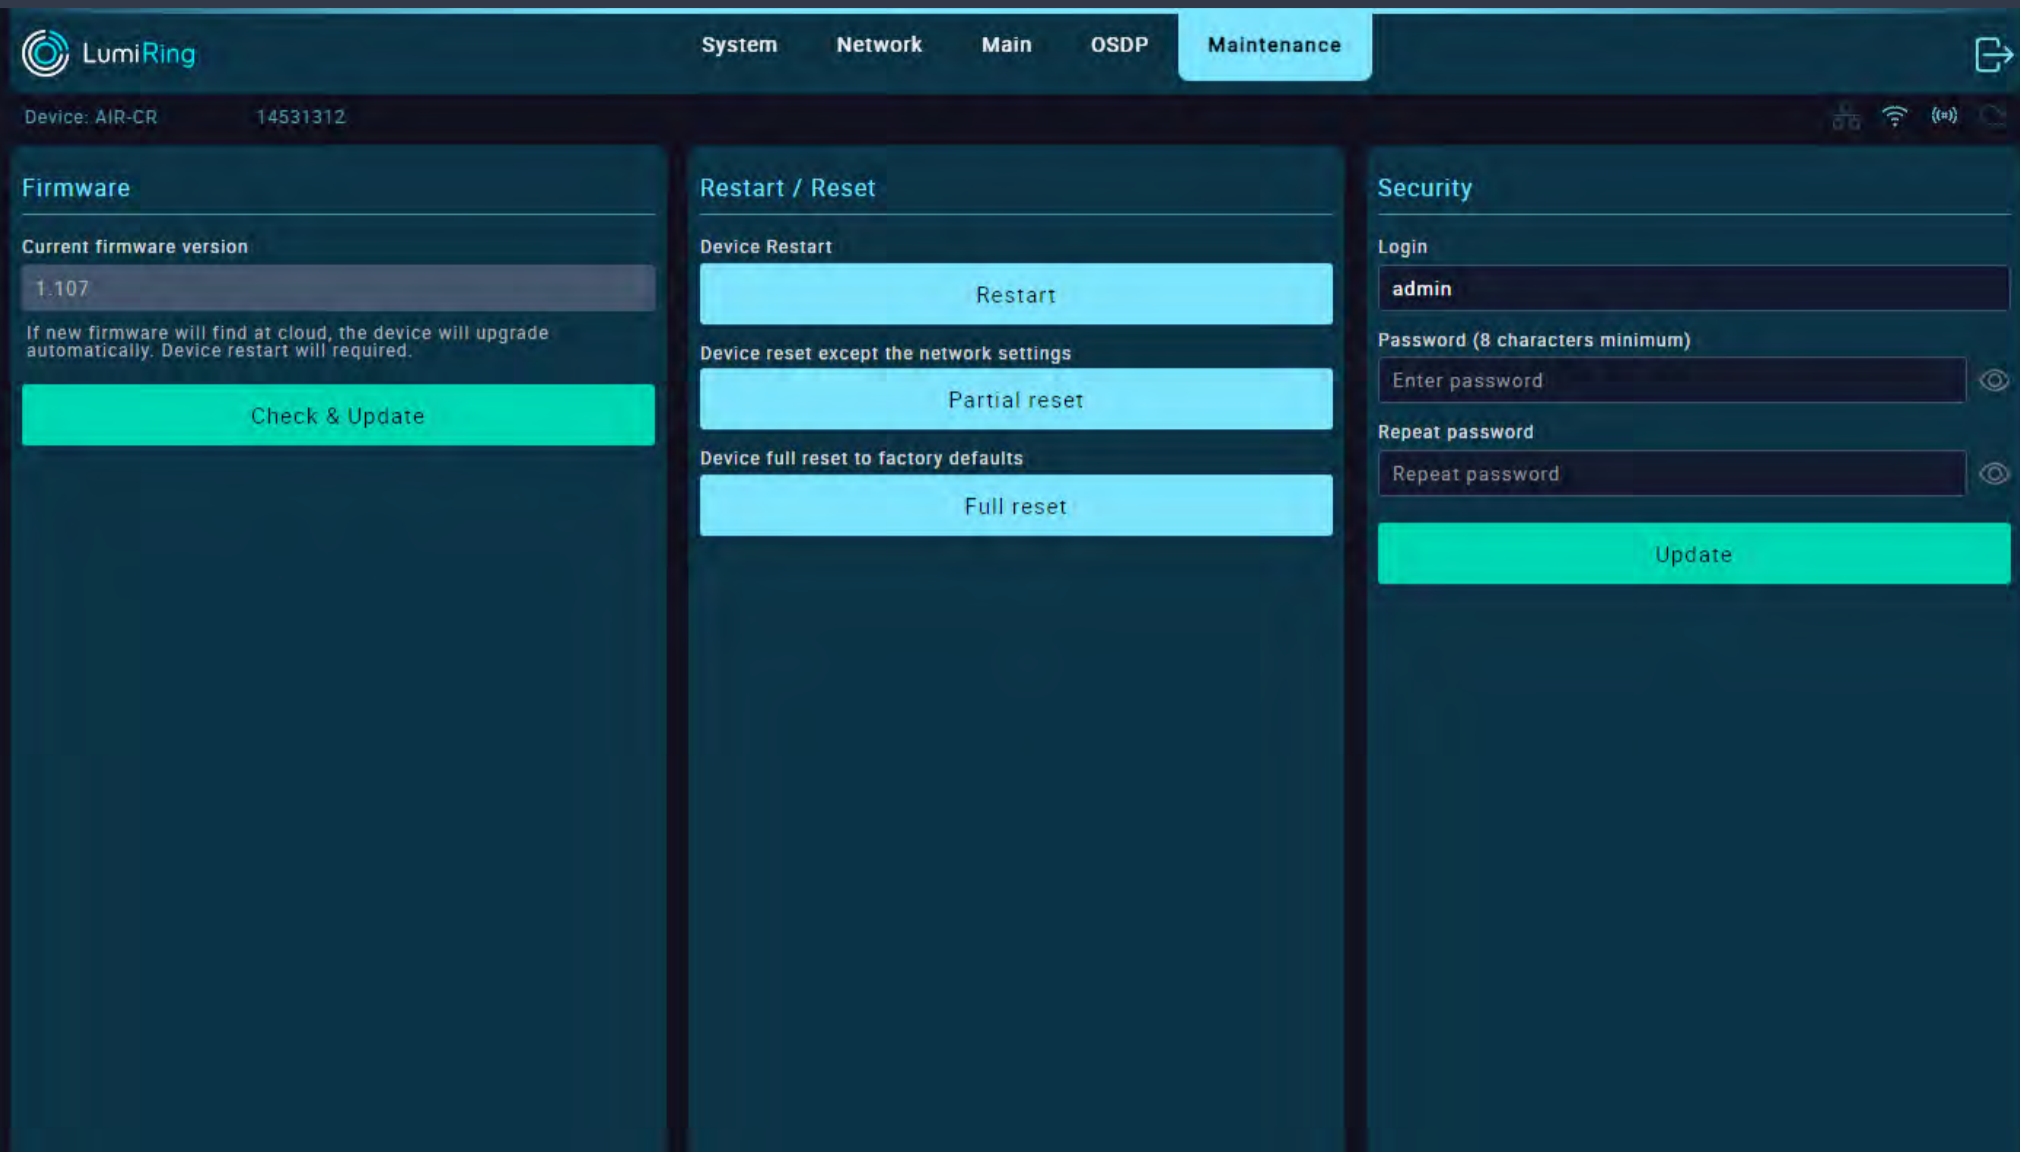 LumiRing
System Network Main OSDP Maintenance
Device: AIR-CR 14531312
Firmware
Current firmware version
1.107
If new firmware will find at cloud, the device will upgrade
automatically. Device restart will required.
Check & Update
Restart / Reset
Device Restart
Restart
Device reset except the network settings
Partial reset
Device full reset to factory defaults
Full reset
Security
Login
admin
Password (8 characters minimum)
Enter password
Repeat password
Repeat password
Update